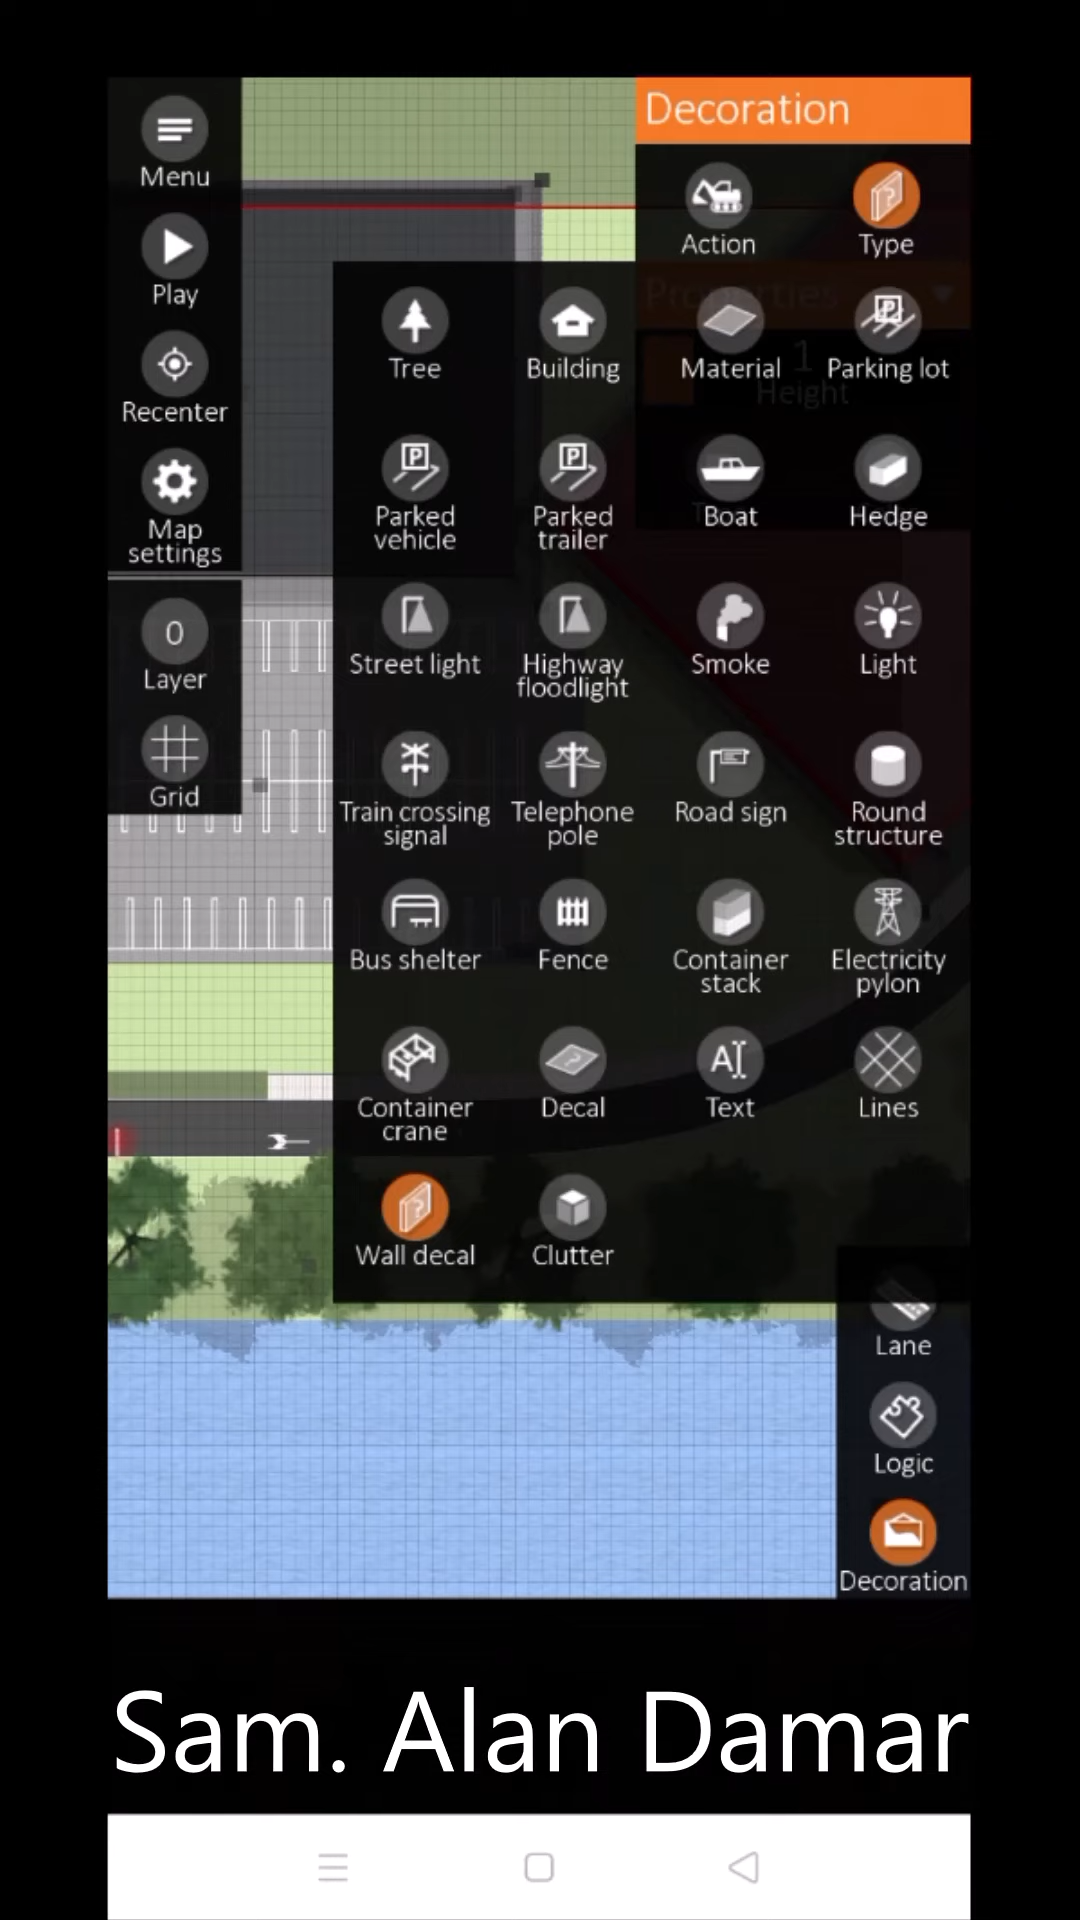 Decoration
Menu
Action
Type
Play
Properties
Tree
Building
Material
Parking lot
1
Height
Recenter
Parked
vehicle
Parked
trailer
Boat
Hedge
Map
settings
0
Layer
Street light
Highway
floodlight
Smoke
Light
Grid
Train crossing
signal
Telephone
pole
Road sign
Round
structure
Bus shelter
Fence
Container
stack
Electricity
pylon
Container
crane
Decal
Text
Lines
Wall decal
Clutter
Lane
Logic
Decoration
Sam. Alan Damar